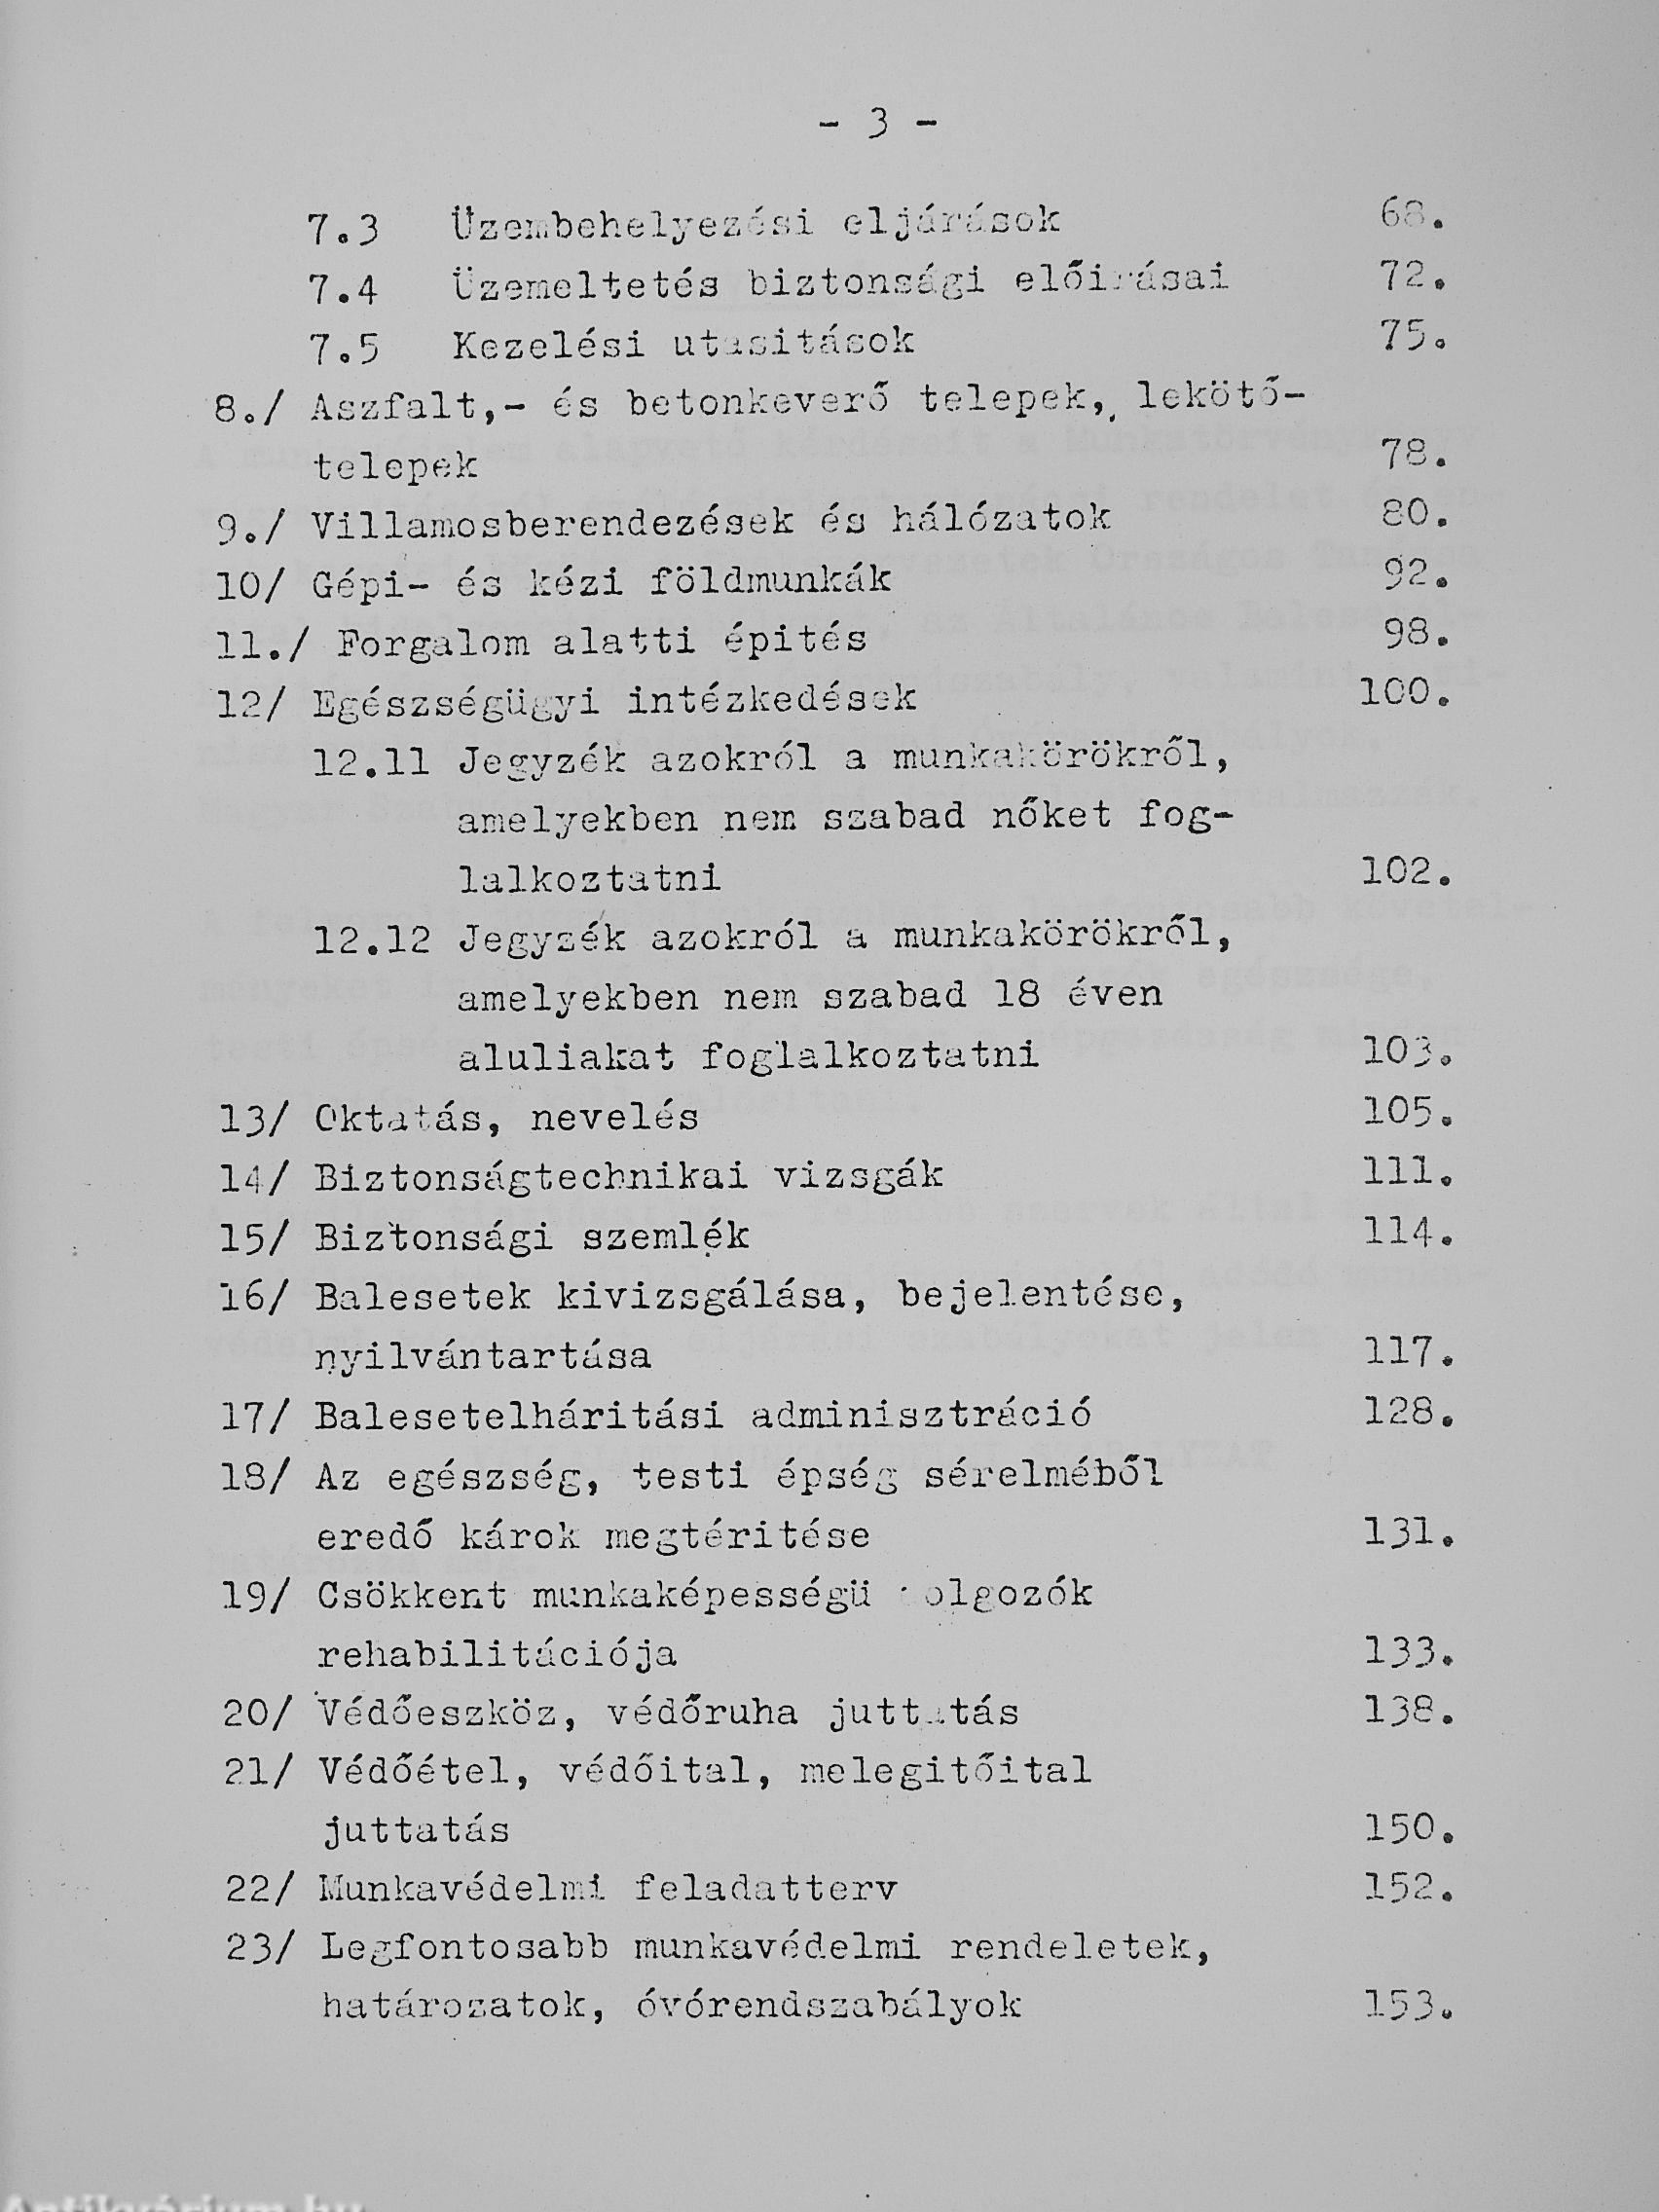 - 3 -
7.3 Üzembehelyezési eljárások 68.
7.4 Üzemeltetés biztonsági előirásai 72.
7.5 Kezelési utasitások 75.
8./ Aszfalt,- és betonkeverő telepek, lekötő-
telepek 78.
9./ Villamosberendezések és hálózatok 80.
10/ Gépi- és kézi földmunkák 92.
11./ Forgalom alatti épités 98.
12/ Egészségügyi intézkedések 100.
12.11 Jegyzék azokról a munkakörökről,
amelyekben nem szabad nőket fog-
lalkoztatni 102.
12.12 Jegyzék azokról a munkakörökről,
amelyekben nem szabad 18 éven
aluliakat foglalkoztatni 103.
13/ Oktatás, nevelés 105.
14/ Biztonságtechnikai vizsgák 111.
15/ Biztonsági szemlék 114.
16/ Balesetek kivizsgálása, bejelentése,
nyilvántartása 117.
17/ Balesetelháritási adminisztráció 128.
18/ Az egészség, testi épség sérelméből
eredő károk megtéritése 131.
19/ Csökkent munkaképességü dolgozók
rehabilitációja 133.
20/ Védőeszköz, védőruha juttatás 138.
21/ Védőétel, védőital, melegitőital
juttatás 150.
22/ Munkavédelmi feladatterv 152.
23/ Legfontosabb munkavédelmi rendeletek,
határozatok, óvórendszabályok 153.
Antikvárium.hu